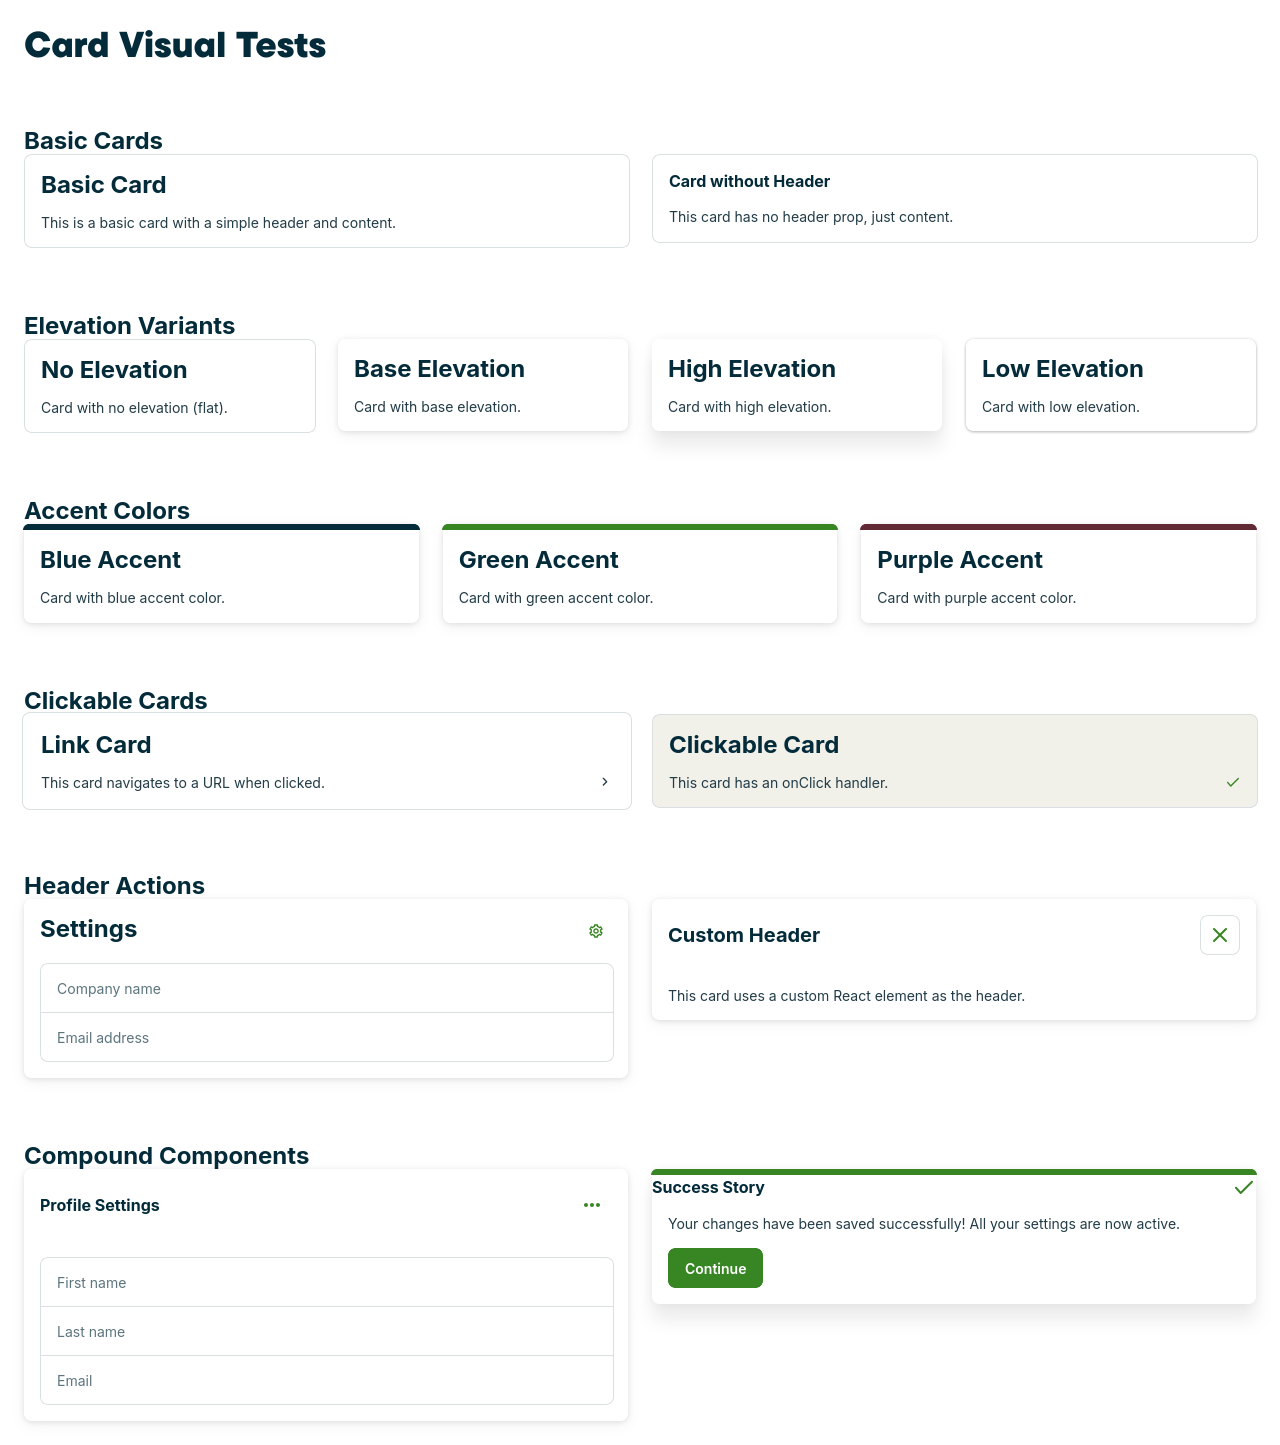 Card Visual Tests
Basic Cards
Basic Card
This is a basic card with a simple header and content.
Card without Header
This card has no header prop, just content.
Elevation Variants
No Elevation
Card with no elevation (flat).
Base Elevation
Card with base elevation.
High Elevation
Card with high elevation.
Low Elevation
Card with low elevation.
Accent Colors
Blue Accent
Card with blue accent color.
Green Accent
Card with green accent color.
Purple Accent
Card with purple accent color.
Clickable Cards
Link Card
This card navigates to a URL when clicked.
Clickable Card
This card has an onClick handler.
Header Actions
Settings
Company name
Email address
Custom Header
This card uses a custom React element as the header.
Compound Components
Profile Settings
First name
Last name
Email
Success Story
Your changes have been saved successfully! All your settings are now active.
Continue